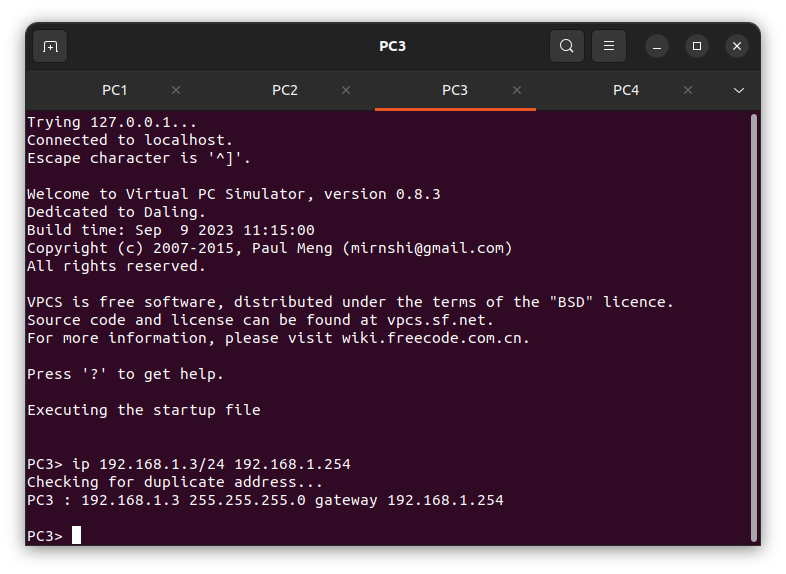 PC3
PC1
PC2
PC3
PC4
Trying 127.0.0.1...
Connected to localhost.
Escape character is '^]'.
Welcome to Virtual PC Simulator, version 0.8.3
Dedicated to Daling.
Build time: Sep  9 2023 11:15:00
Copyright (c) 2007-2015, Paul Meng (mirnshi@gmail.com)
All rights reserved.
VPCS is free software, distributed under the terms of the "BSD" licence.
Source code and license can be found at vpcs.sf.net.
For more information, please visit wiki.freecode.com.cn.
Press '?' to get help.
Executing the startup file
PC3> ip 192.168.1.3/24 192.168.1.254
Checking for duplicate address...
PC3 : 192.168.1.3 255.255.255.0 gateway 192.168.1.254
PC3>